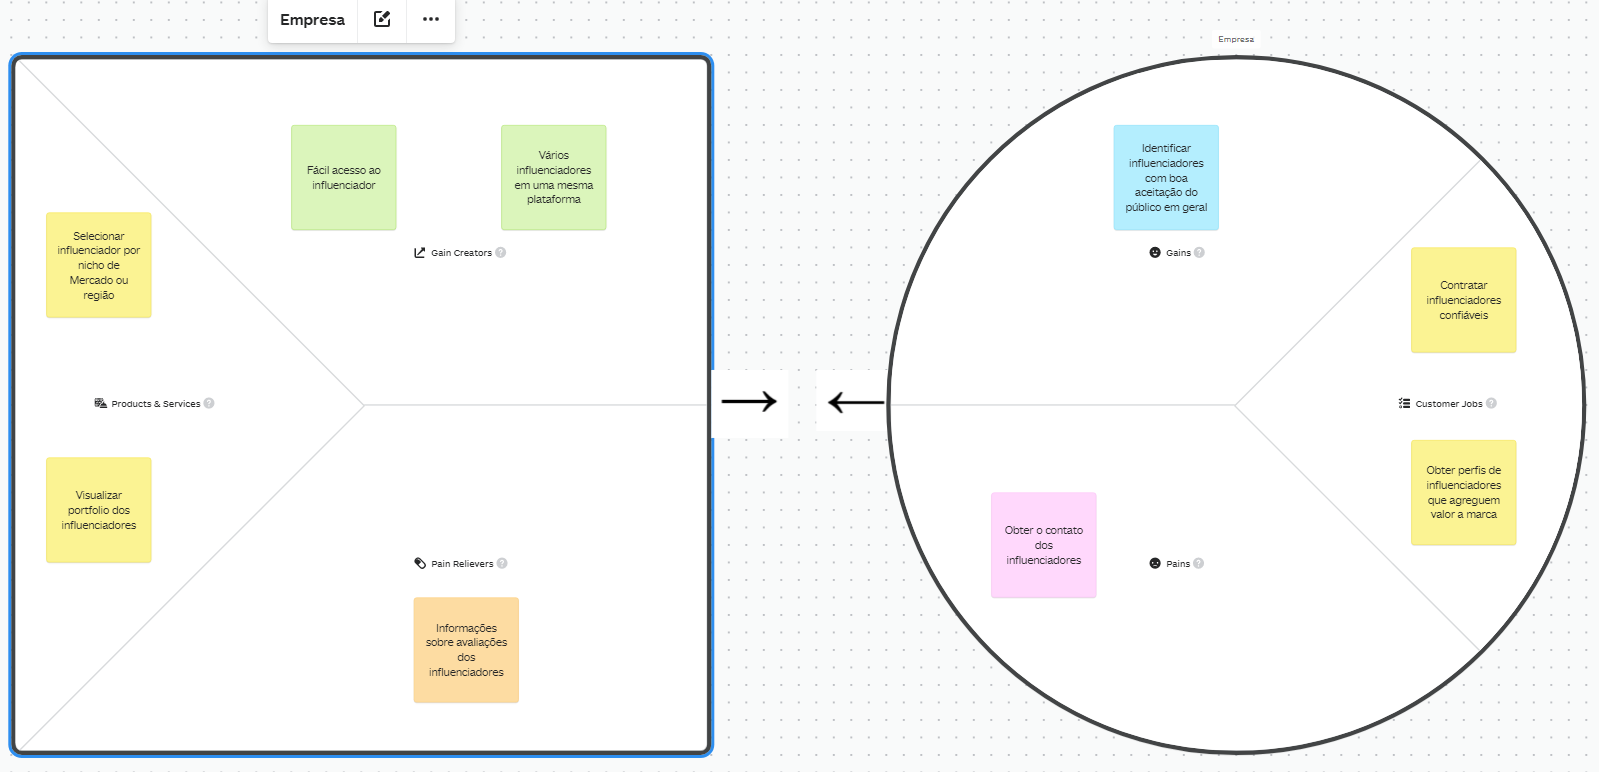 Empresa
Fácil acesso ao
influenciador
Vários
influenciadores
em uma mesma
plataforma
Gain Creators
Selecionar
influenciador por
nicho de
Mercado ou
região
Products & Services
Visualizar
portfolio dos
influenciadores
Pain Relievers
Informações
sobre avaliações
dos
influenciadores
Empresa
Identificar
influenciadores
com boa
aceitação do
público em geral
Gains
Contratar
influenciadores
confiáveis
Customer Jobs
Obter perfis de
influenciadores
que agreguem
valor a marca
Obter o contato
dos
influenciadores
Pains